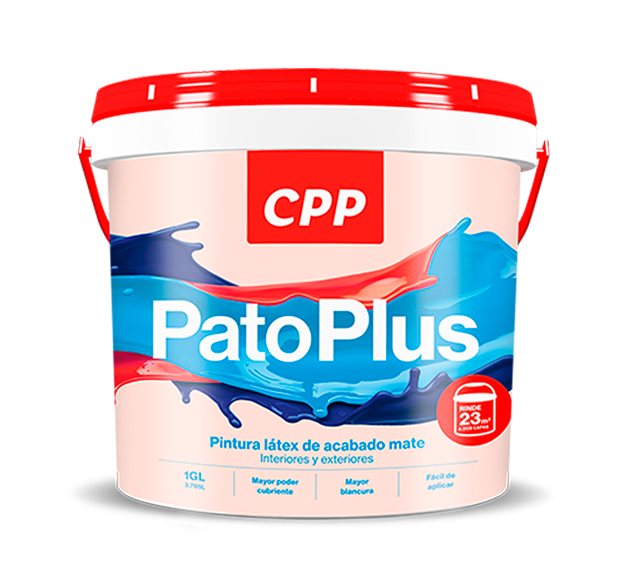 CPP
PatoPlus
RINDE
23 m²
A DOS CAPAS
Pintura látex de acabado mate
Interiores y exteriores
1GL
3.785L
Mayor poder
cubriente
Mayor
blancura
Fácil de
aplicar